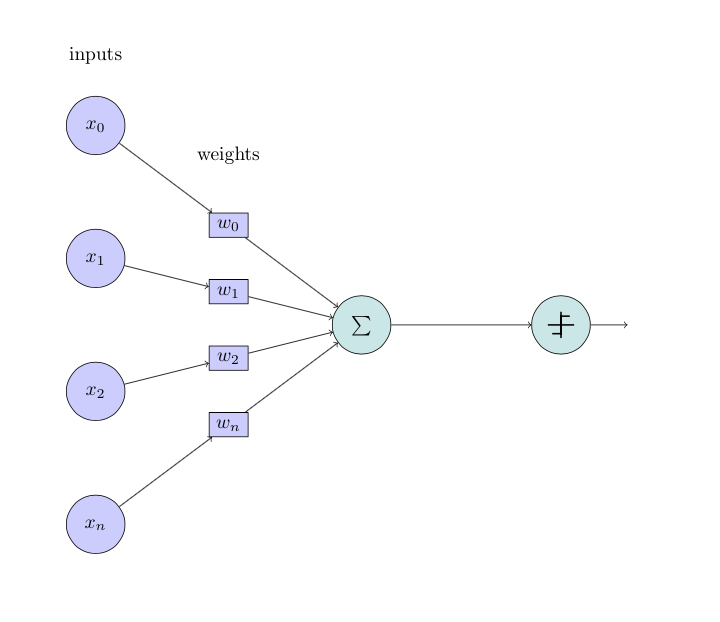 inputs
x₀
weights
w₀
x₁
w₁
∑
w₂
x₂
wₙ
xₙ